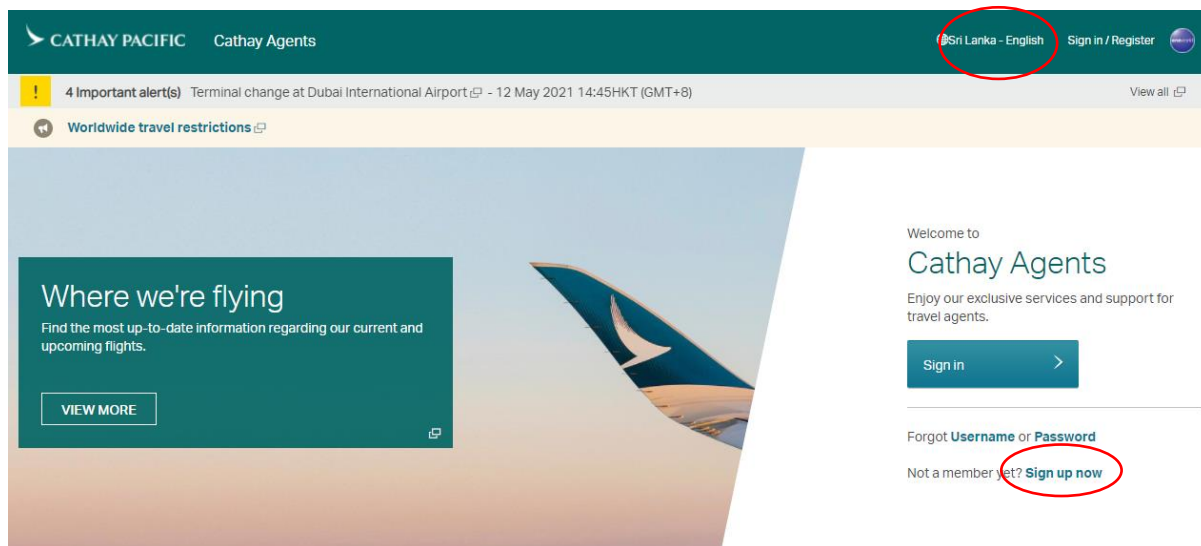 CATHAY PACIFIC Cathay Agents
Sri Lanka - English Sign in / Register
! 4 Important alert(s) Terminal change at Dubai International Airport - 12 May 2021 14:45HKT (GMT+8) View all
Worldwide travel restrictions
Where we're flying
Find the most up-to-date information regarding our current and
upcoming flights.
VIEW MORE
Welcome to
Cathay Agents
Enjoy our exclusive services and support for
travel agents.
Sign in
Forgot Username or Password
Not a member yet? Sign up now